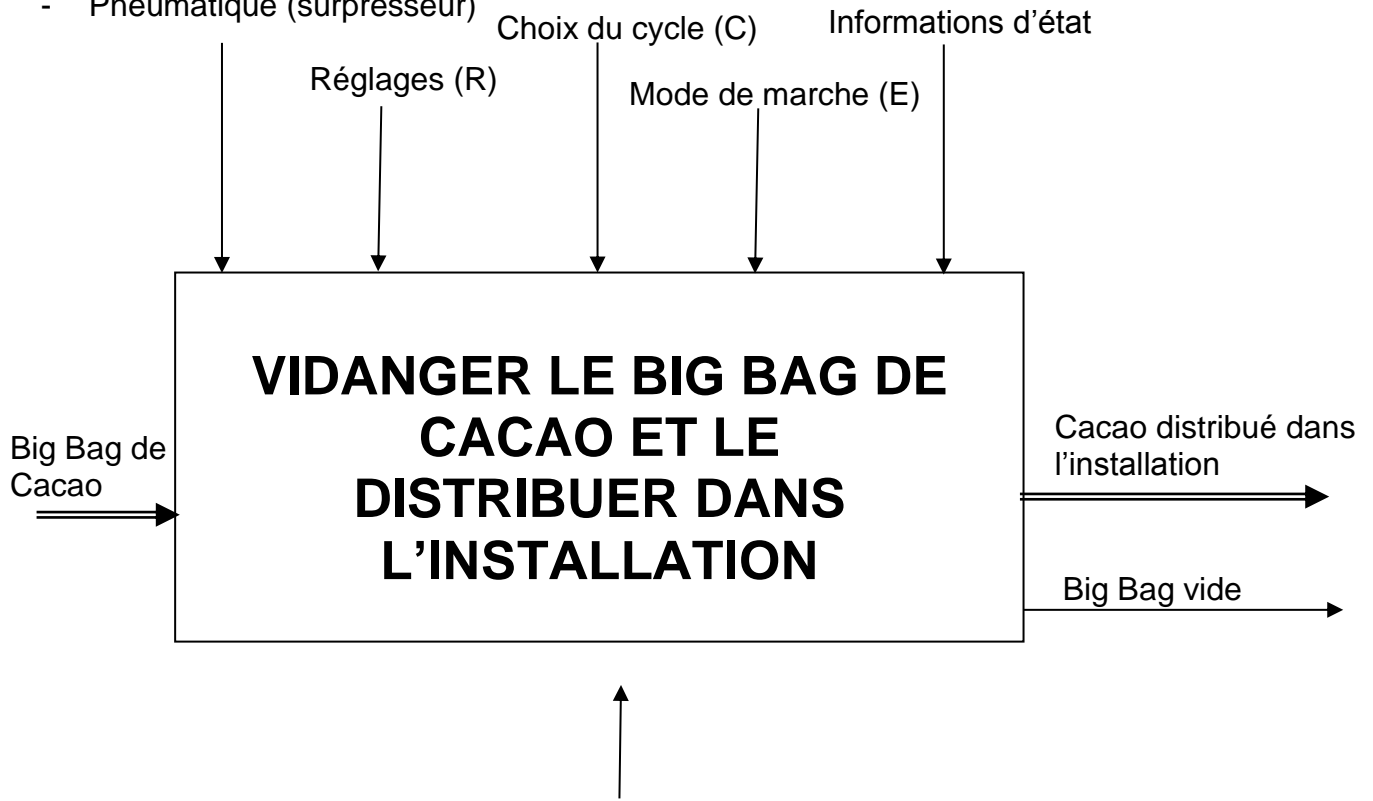 - Pneumatique (surpresseur)
Choix du cycle (C)
Informations d’état
Réglages (R)
Mode de marche (E)
VIDANGER LE BIG BAG DE
CACAO ET LE
DISTRIBUER DANS
L’INSTALLATION
Big Bag de
Cacao
Cacao distribué dans
l’installation
Big Bag vide